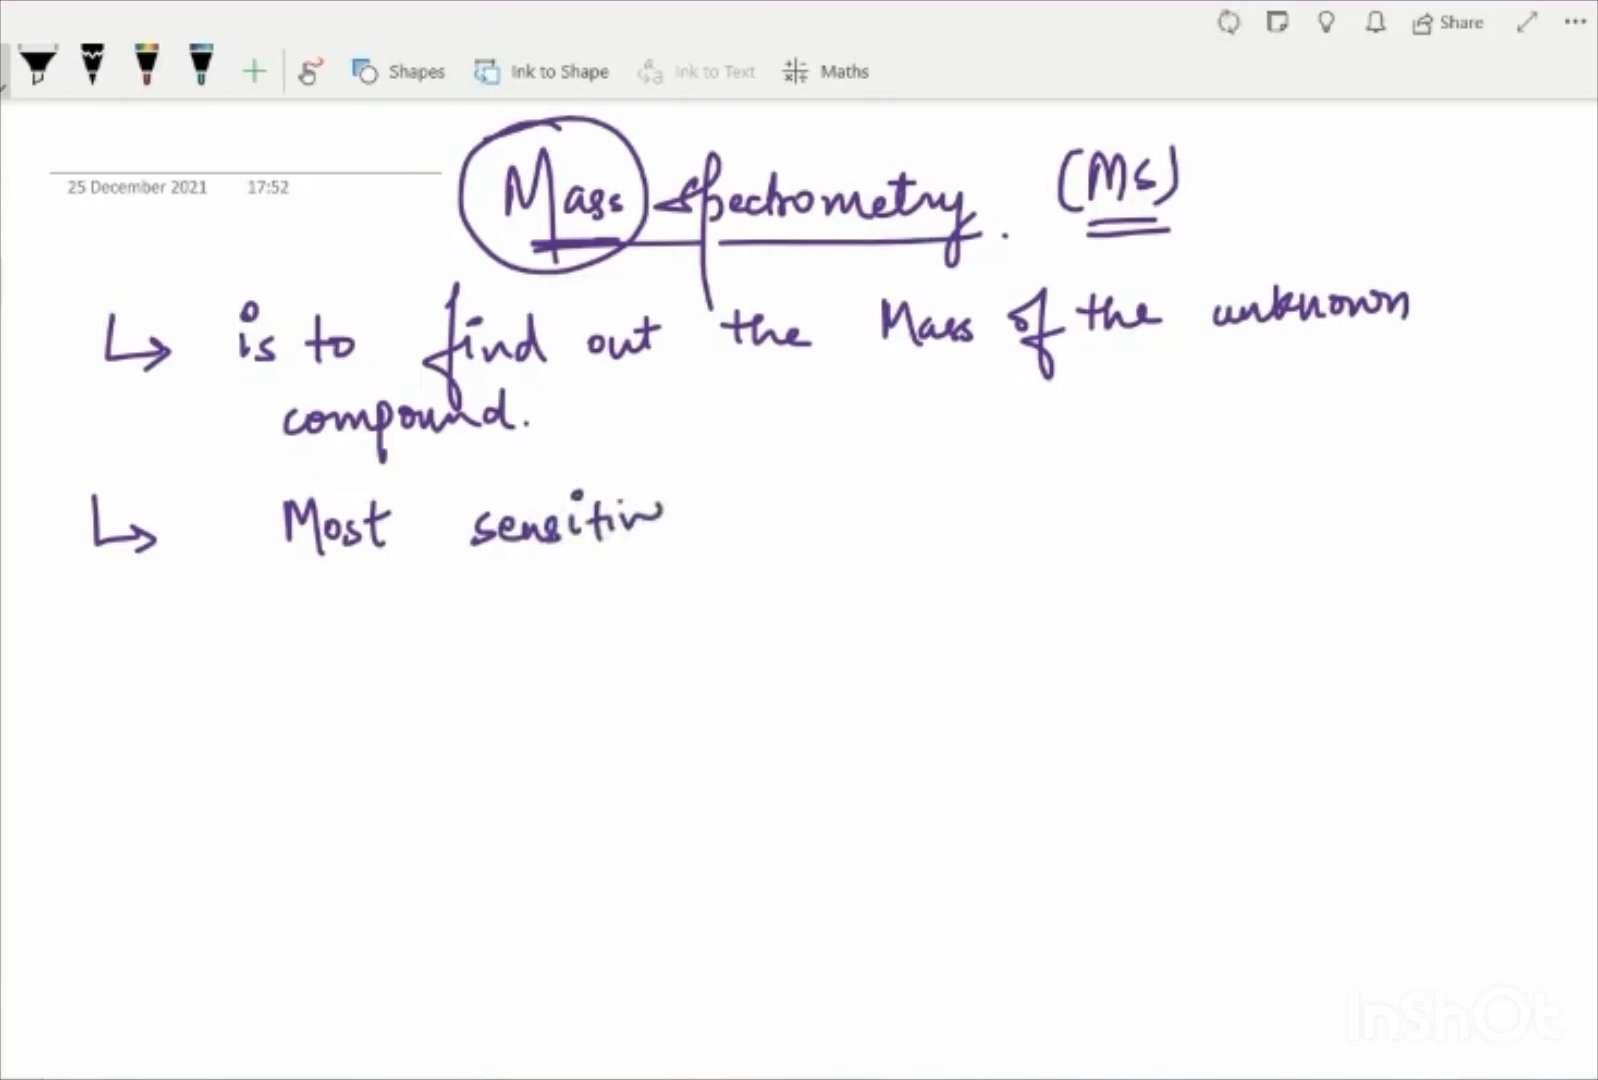 Share
Shapes
Ink to Shape
Ink to Text
Maths
25 December 2021 17:52
Mass Spectrometry. (MS)
↳ is to find out the Mass of the unknown
compound.
↳ Most sensitiv
InShOt